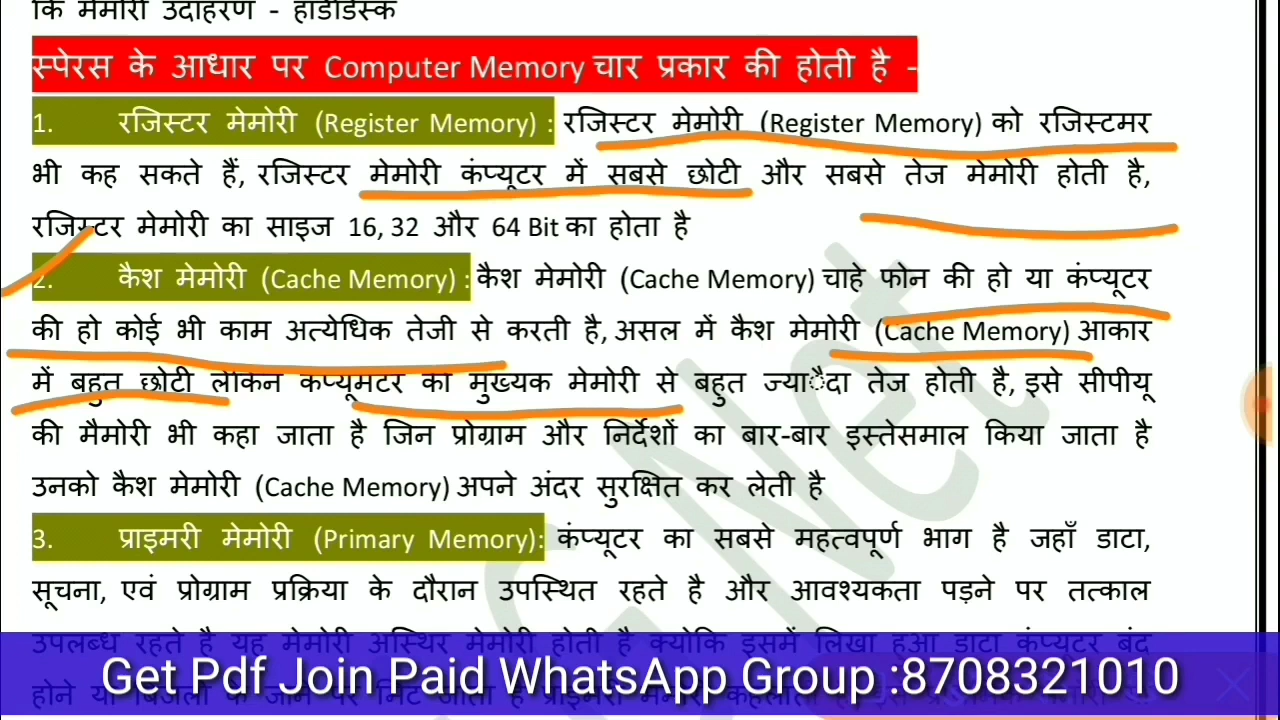 कि मेमोरी उदाहरण - हार्डडिस्क
स्पेरस के आधार पर Computer Memory चार प्रकार की होती है -
1. रजिस्टर मेमोरी (Register Memory) : रजिस्टर मेमोरी (Register Memory) को रजिस्टमर
भी कह सकते हैं, रजिस्टर मेमोरी कंप्यूटर में सबसे छोटी और सबसे तेज मेमोरी होती है,
रजिस्टर मेमोरी का साइज 16, 32 और 64 Bit का होता है
2. कैश मेमोरी (Cache Memory) : कैश मेमोरी (Cache Memory) चाहे फोन की हो या कंप्यूटर
की हो कोई भी काम अत्येधिक तेजी से करती है, असल में कैश मेमोरी (Cache Memory) आकार
में बहुत छोटी लेकिन कंप्यूमटर की मुख्यक मेमोरी से बहुत ज्याैदा तेज होती है, इसे सीपीयू
की मैमोरी भी कहा जाता है जिन प्रोग्राम और निर्देशों का बार-बार इस्तेसमाल किया जाता है
उनको कैश मेमोरी (Cache Memory) अपने अंदर सुरक्षित कर लेती है
3. प्राइमरी मेमोरी (Primary Memory): कंप्यूटर का सबसे महत्वपूर्ण भाग है जहाँ डाटा,
सूचना, एवं प्रोग्राम प्रक्रिया के दौरान उपस्थित रहते है और आवश्यकता पड़ने पर तत्काल
उपलब्ध रहते है यह मेमोरी अस्थिर मेमोरी होती है क्योकि इसमें लिखा हुआ डाटा कंप्यूटर बंद
Get Pdf Join Paid WhatsApp Group :8708321010